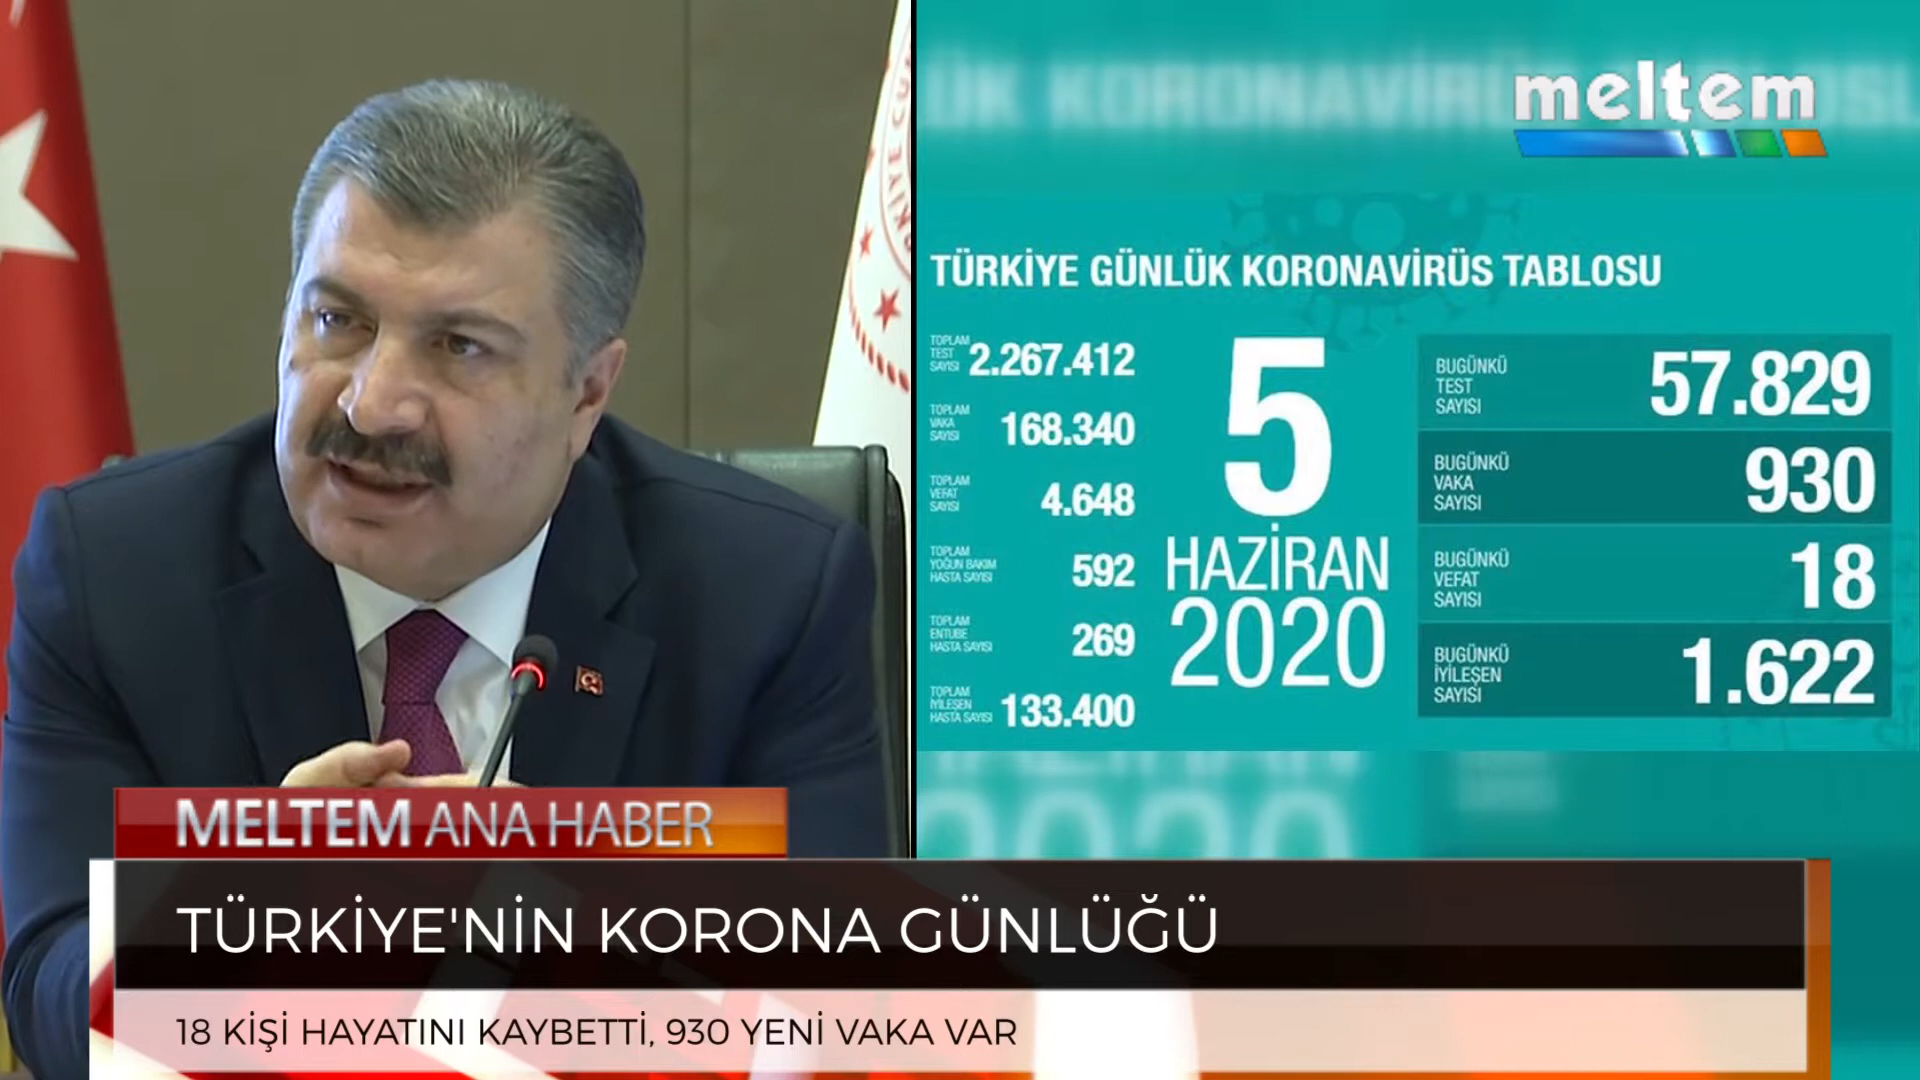 meltem
TÜRKİYE GÜNLÜK KORONAVİRÜS TABLOSU
TOPLAM
TEST
SAYISI
2.267.412
TOPLAM
VAKA
SAYISI
168.340
TOPLAM
VEFAT
SAYISI
4.648
TOPLAM
YOĞUN BAKIM
HASTA SAYISI
592
TOPLAM
ENTUBE
HASTA SAYISI
269
TOPLAM
İYİLEŞEN
HASTA SAYISI
133.400
5
HAZİRAN
2020
BUGÜNKÜ
TEST
SAYISI
57.829
BUGÜNKÜ
VAKA
SAYISI
930
BUGÜNKÜ
VEFAT
SAYISI
18
BUGÜNKÜ
İYİLEŞEN
SAYISI
1.622
MELTEM ANA HABER
TÜRKİYE'NİN KORONA GÜNLÜĞÜ
18 KİŞİ HAYATINI KAYBETTİ, 930 YENİ VAKA VAR